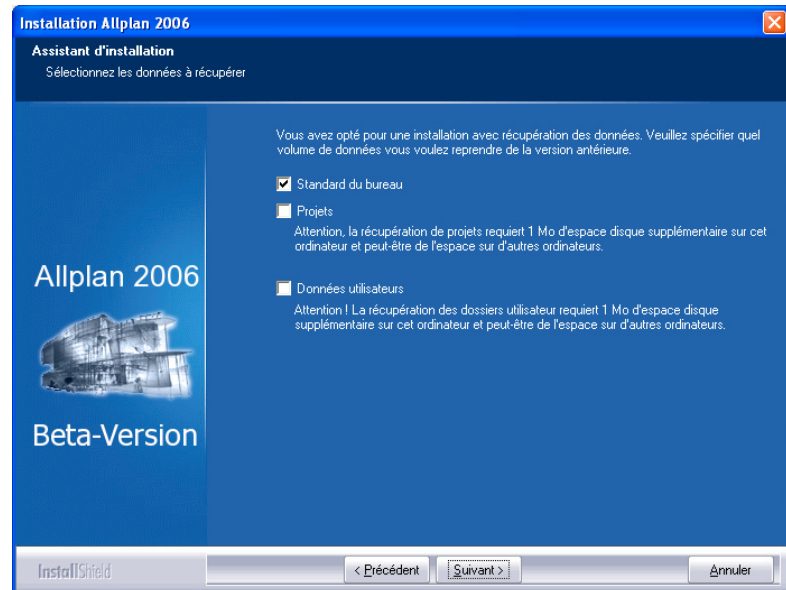 Installation Allplan 2006
Assistant d'installation
Sélectionnez les données à récupérer
Vous avez opté pour une installation avec récupération des données. Veuillez spécifier quel
volume de données vous voulez reprendre de la version antérieure.
Standard du bureau
Projets
Attention, la récupération de projets requiert 1 Mo d'espace disque supplémentaire sur cet
ordinateur et peut-être de l'espace sur d'autres ordinateurs.
Données utilisateurs
Attention ! La récupération des dossiers utilisateur requiert 1 Mo d'espace disque
supplémentaire sur cet ordinateur et peut-être de l'espace sur d'autres ordinateurs.
Allplan 2006
Beta-Version
InstallShield
< Précédent
Suivant >
Annuler